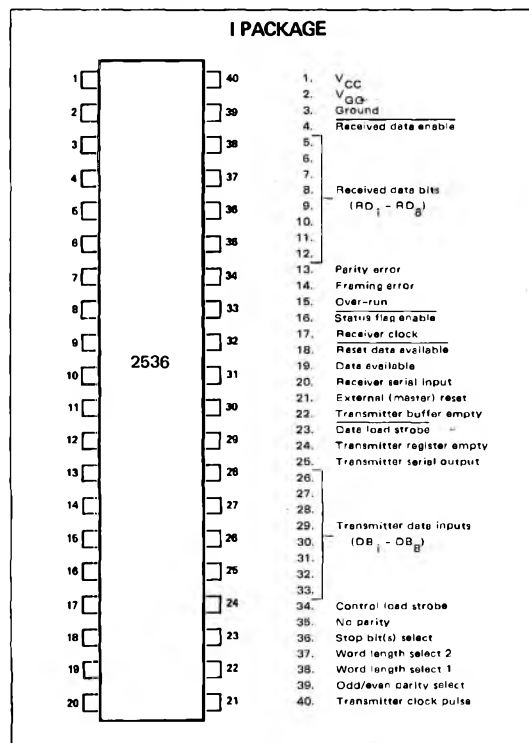 I PACKAGE
1 40
2 39
3 38
4 37
5 36
6 35
7 34
8 33
9 32
10 31
11 30
12 29
13 28
14 27
15 26
16 25
17 24
18 23
19 22
20 21
2536
1. VCC
2. VGG
3. Ground
4. Received data enable
5.
6.
7.
8. Received data bits
9. (RD1 - RD8)
10.
11.
12.
13. Parity error
14. Framing error
15. Over-run
16. Status flag enable
17. Receiver clock
18. Reset data available
19. Data available
20. Receiver serial input
21. External (master) reset
22. Transmitter buffer empty
23. Data load strobe
24. Transmitter register empty
25. Transmitter serial output
26.
27.
28.
29. Transmitter data inputs
30. (DB1 - DB8)
31.
32.
33.
34. Control load strobe
35. No parity
36. Stop bit(s) select
37. Word length select 2
38. Word length select 1
39. Odd/even parity select
40. Transmitter clock pulse